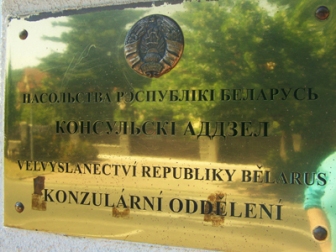 ПАСОЛЬСТВА РЭСПУБЛІКІ БЕЛАРУСЬ
КОНСУЛЬСКІ АДДЗЕЛ
VELVYSLANECTVÍ REPUBLIKY BĚLARUS
KONZULÁRNÍ ODDĚLENÍ